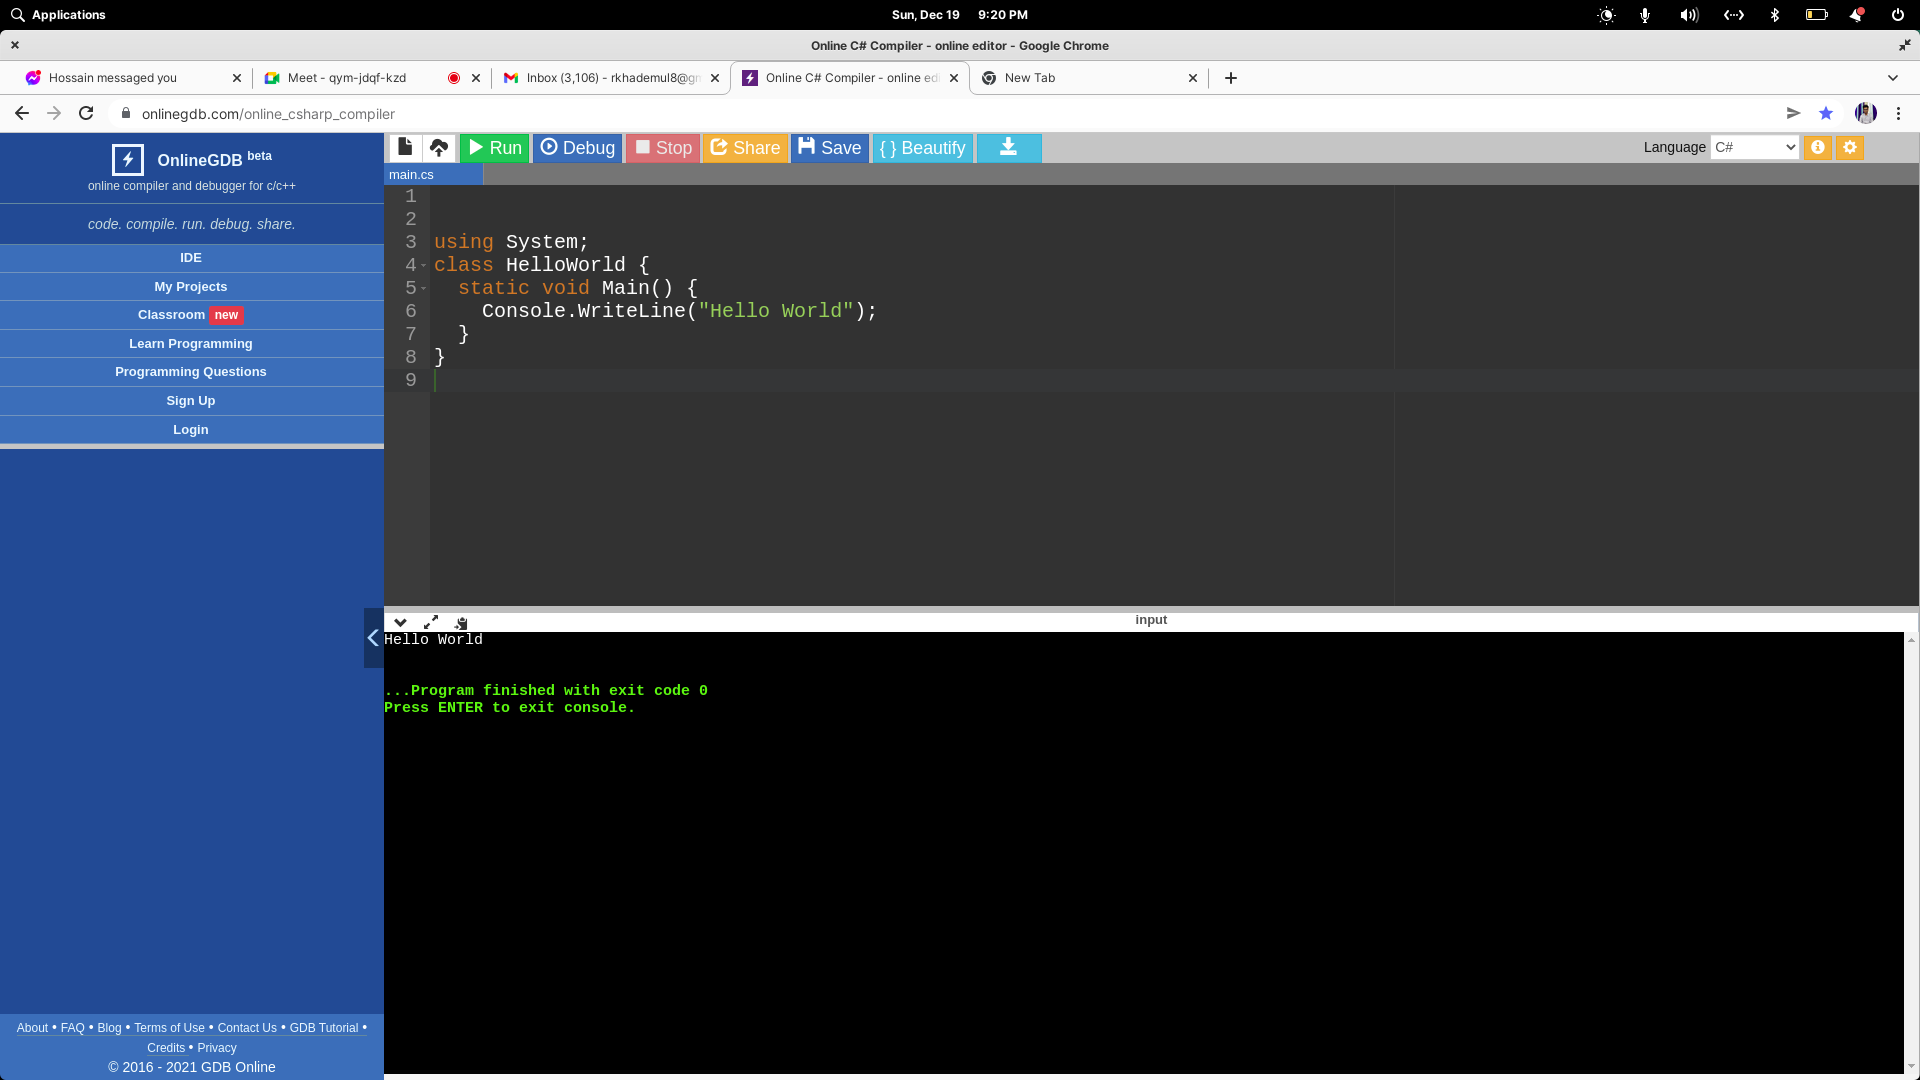 Applications
Sun, Dec 19 9:20 PM
Online C# Compiler - online editor - Google Chrome
Hossain messaged you
Meet - qym-jdqf-kzd
Inbox (3,106) - rkhademul8@gm
Online C# Compiler - online edi
New Tab
onlinegdb.com/online_csharp_compiler
OnlineGDB beta
online compiler and debugger for c/c++
code. compile. run. debug. share.
IDE
My Projects
Classroom new
Learn Programming
Programming Questions
Sign Up
Login
About • FAQ • Blog • Terms of Use • Contact Us • GDB Tutorial •
Credits • Privacy
© 2016 - 2021 GDB Online
Run Debug Stop Share Save { } Beautify
Language C#
main.cs
1
2
3 using System;
4 class HelloWorld {
5   static void Main() {
6     Console.WriteLine("Hello World");
7   }
8 }
9
input
Hello World
...Program finished with exit code 0
Press ENTER to exit console.